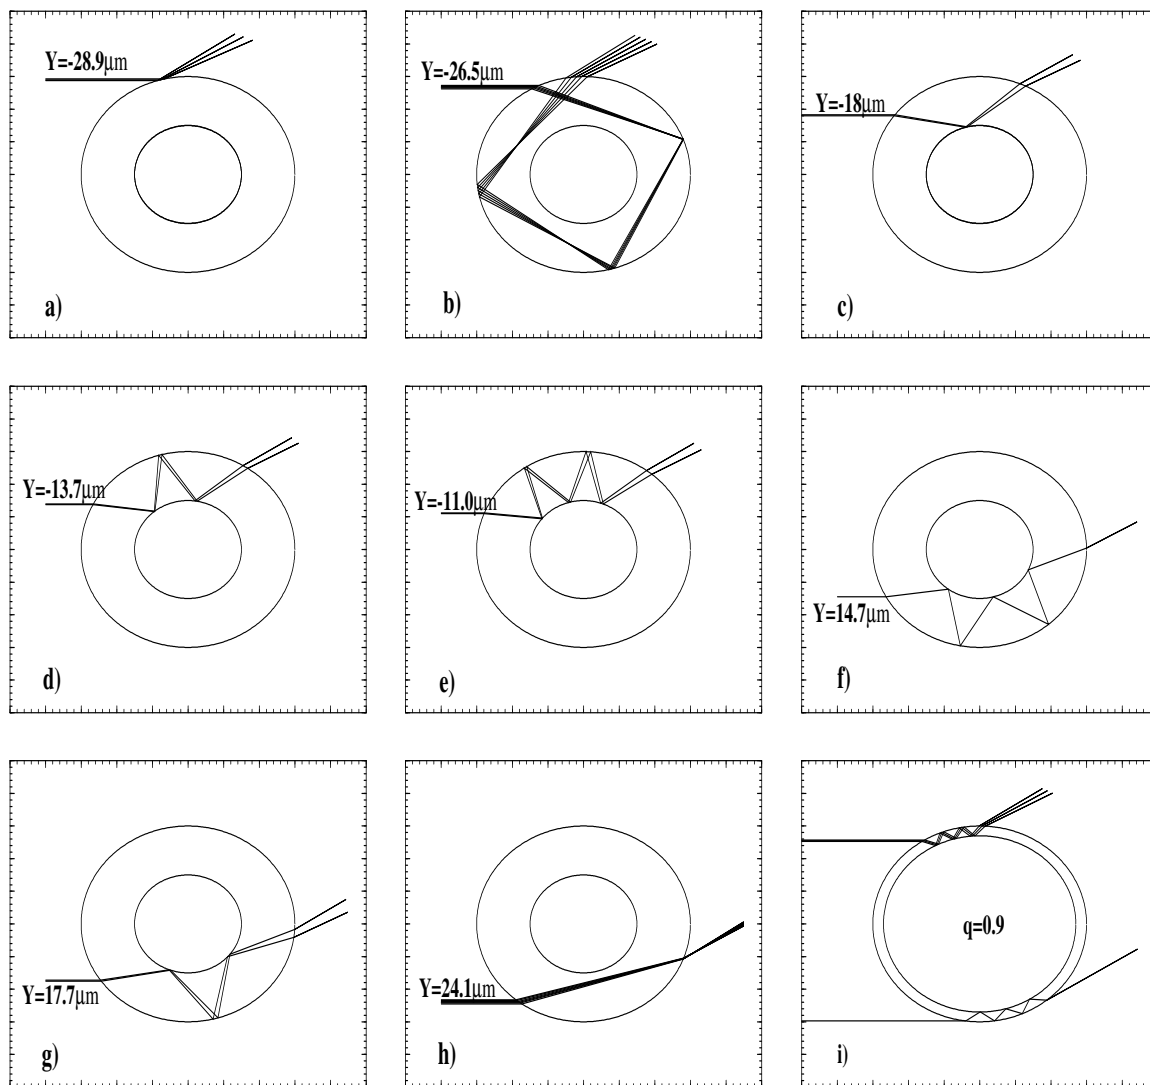 Y=-28.9μm
a)
Y=-26.5μm
b)
Y=-18μm
c)
Y=-13.7μm
d)
Y=-11.0μm
e)
Y=14.7μm
f)
Y=17.7μm
g)
Y=24.1μm
h)
q=0.9
i)